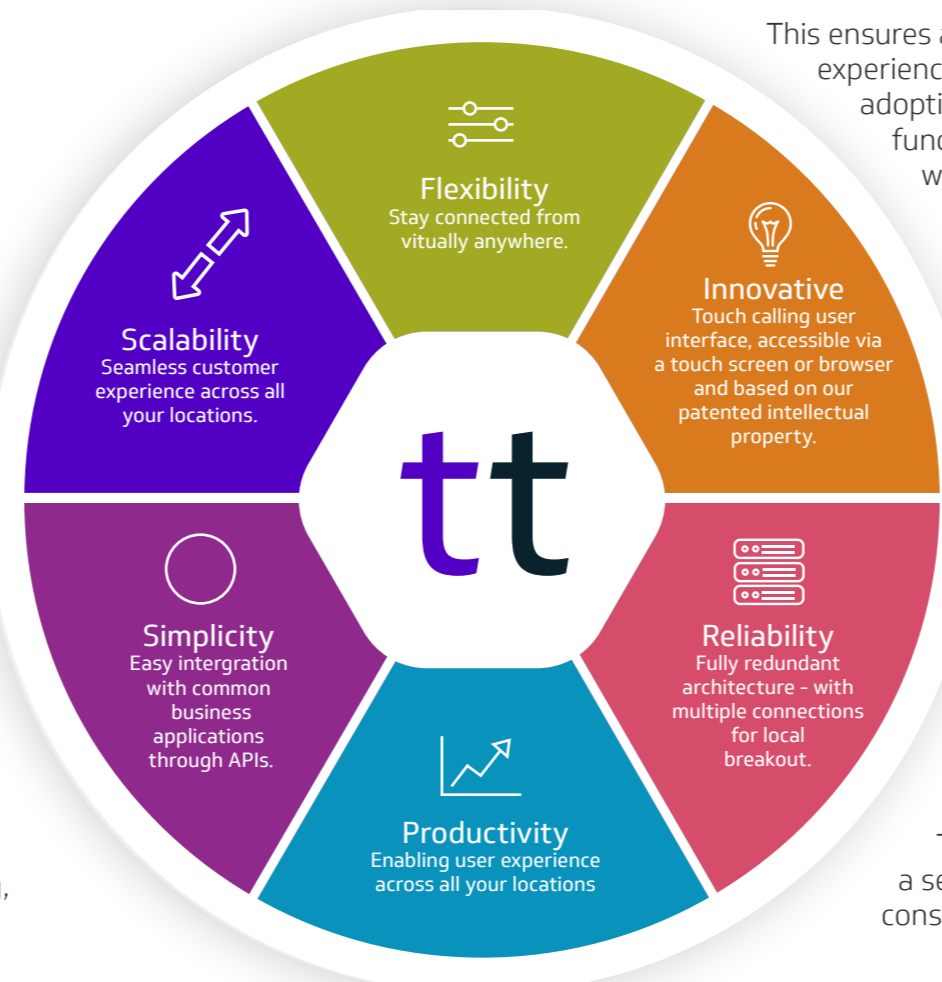 This ensures a
experienc
adopti
func
w
Flexibility
Stay connected from
vitually anywhere.
Innovative
Touch calling user
interface, accessible via
a touch screen or browser
and based on our
patented intellectual
property.
Scalability
Seamless customer
experience across all
your locations.
tt
Simplicity
Easy intergration
with common
business
applications
through APIs.
Reliability
Fully redundant
architecture - with
multiple connections
for local
breakout.
Productivity
Enabling user experience
across all your locations
a se
cons